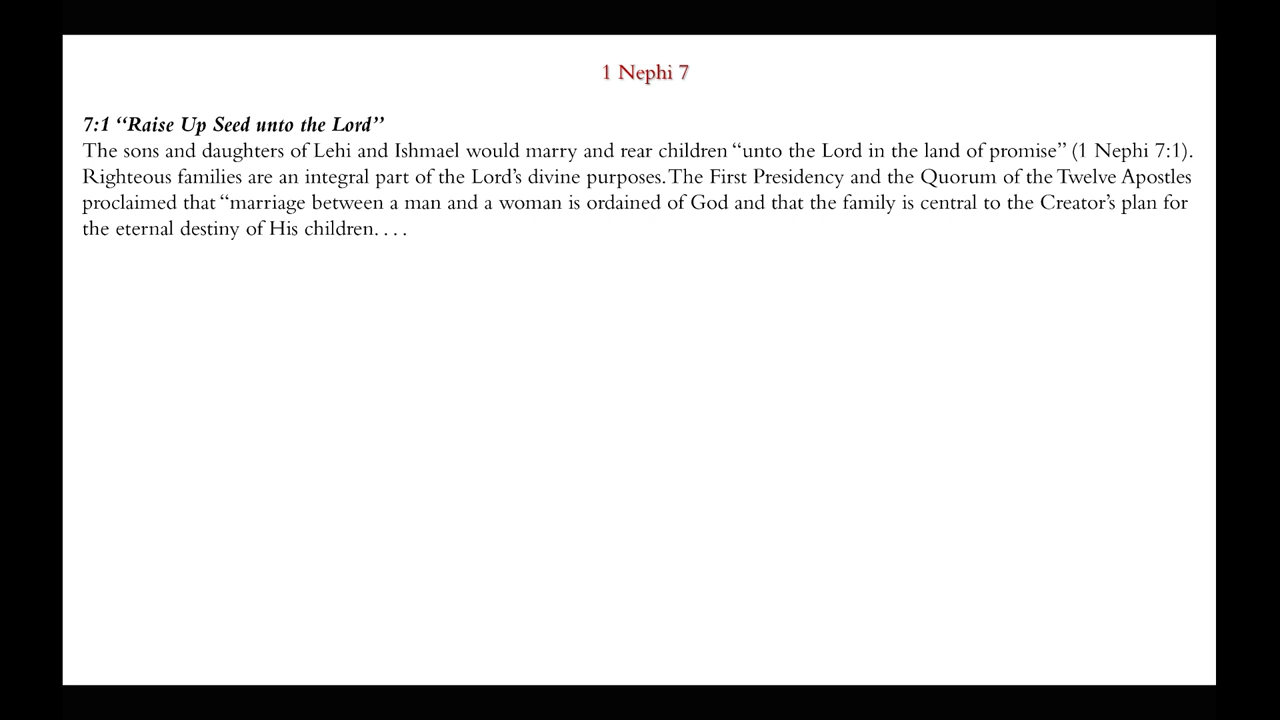 1 Nephi 7
7:1 “Raise Up Seed unto the Lord”
The sons and daughters of Lehi and Ishmael would marry and rear children “unto the Lord in the land of promise” (1 Nephi 7:1).
Righteous families are an integral part of the Lord’s divine purposes. The First Presidency and the Quorum of the Twelve Apostles
proclaimed that “marriage between a man and a woman is ordained of God and that the family is central to the Creator’s plan for
the eternal destiny of His children. . . .